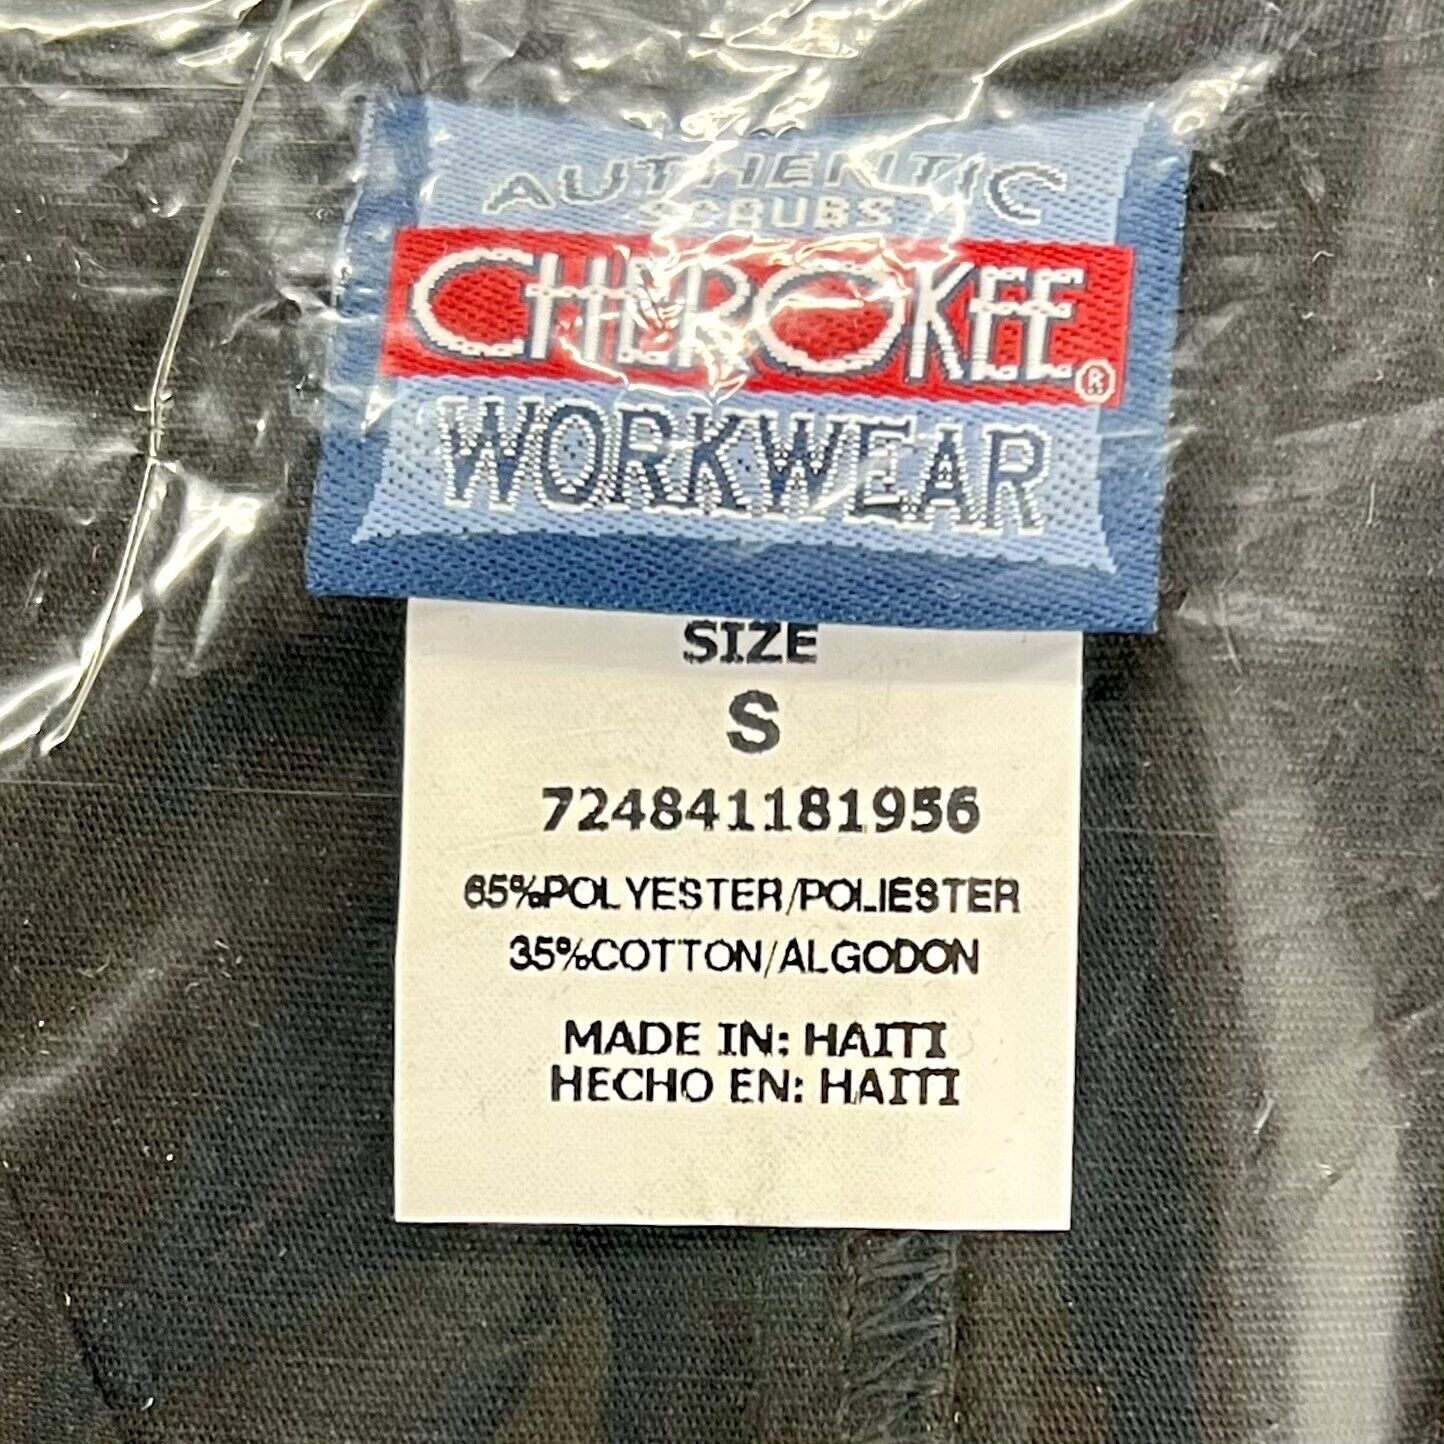 AUTHENTIC
SCRUBS
CHEROKEE®
WORKWEAR
SIZE
S
724841181956
65%POLYESTER/POLIESTER
35%COTTON/ALGODON
MADE IN: HAITI
HECHO EN: HAITI